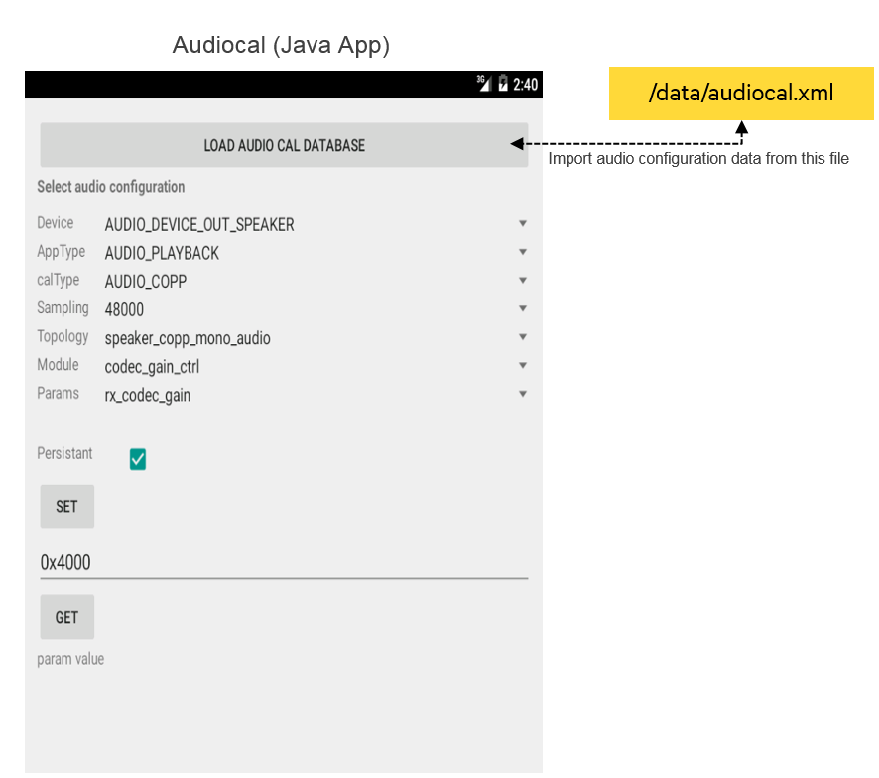 Audiocal (Java App)
3G 2:40
/data/audiocal.xml
LOAD AUDIO CAL DATABASE
Import audio configuration data from this file
Select audio configuration
Device AUDIO_DEVICE_OUT_SPEAKER
AppType AUDIO_PLAYBACK
calType AUDIO_COPP
Sampling 48000
Topology speaker_copp_mono_audio
Module codec_gain_ctrl
Params rx_codec_gain
Persistant
SET
0x4000
GET
param value